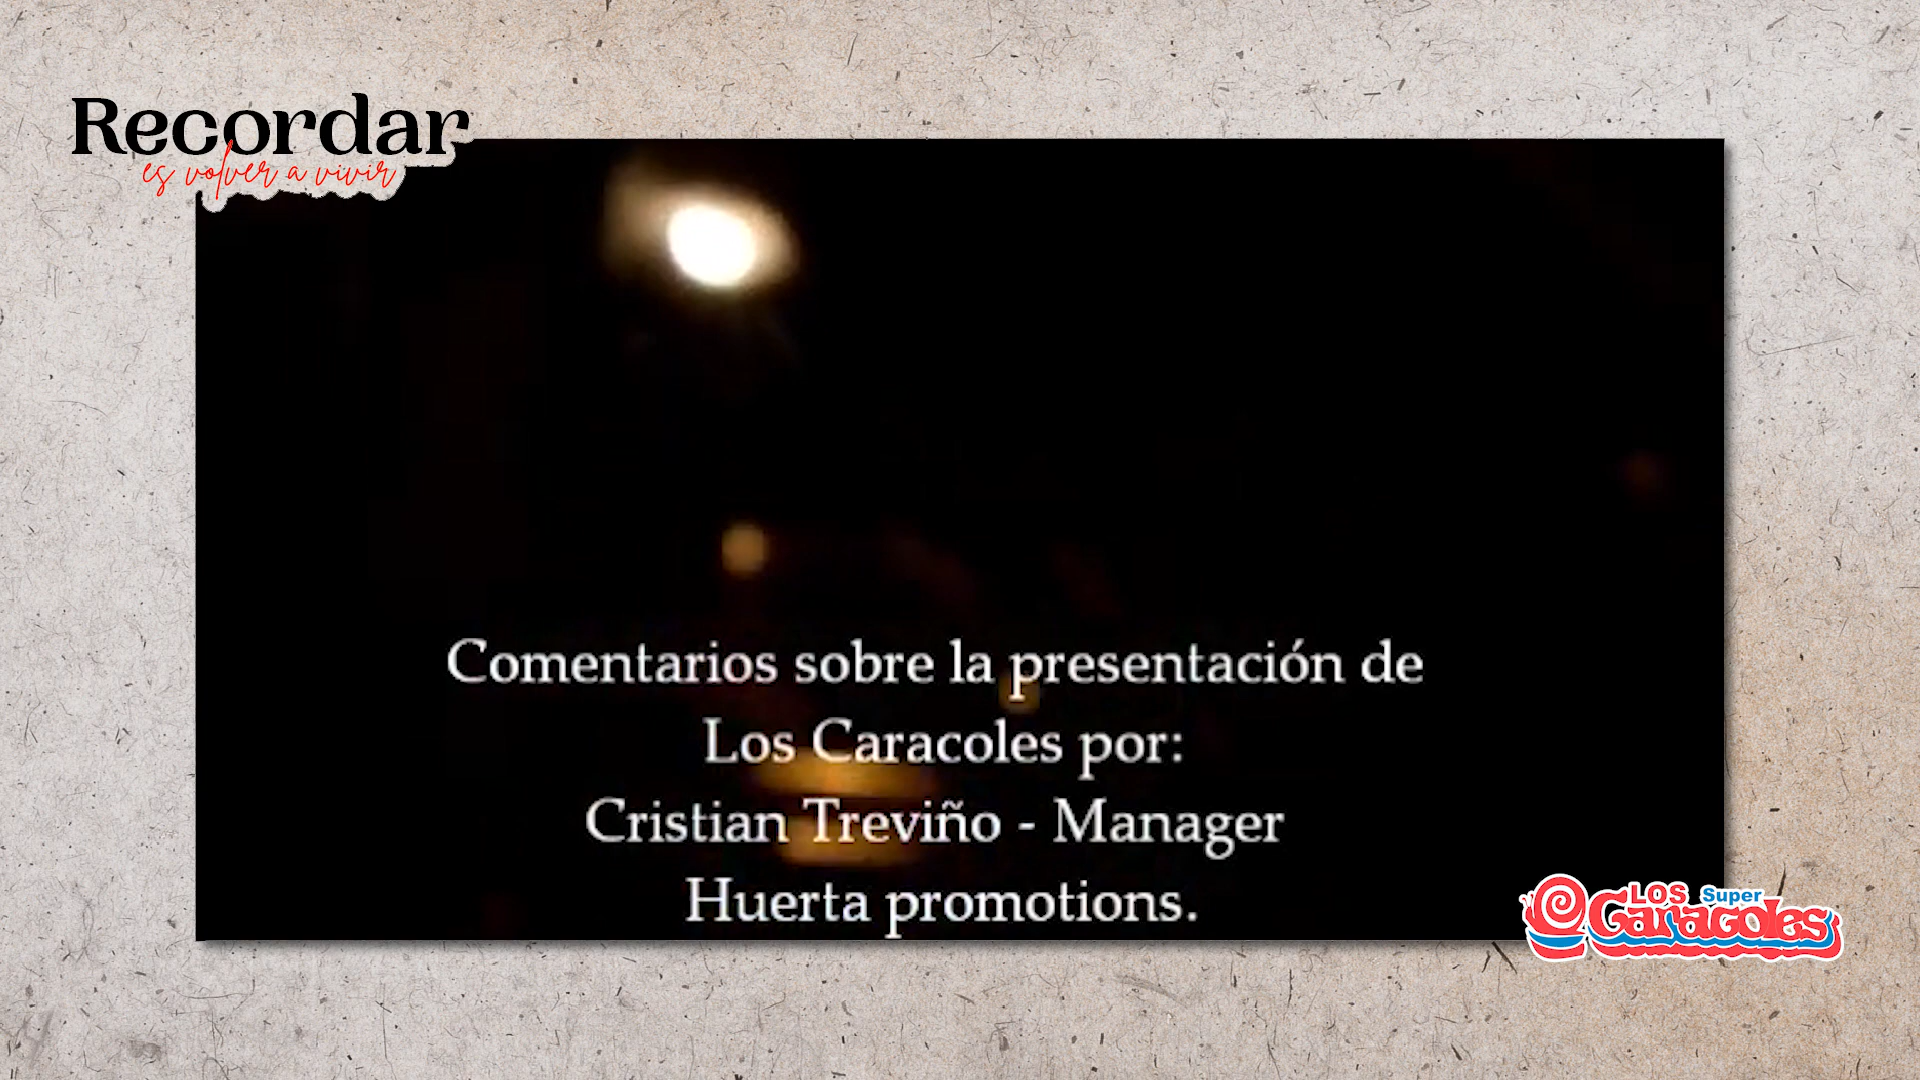 Recordar
es volver a vivir
Comentarios sobre la presentación de
Los Caracoles por:
Cristian Treviño - Manager
Huerta promotions.
LOS Super
Caracoles